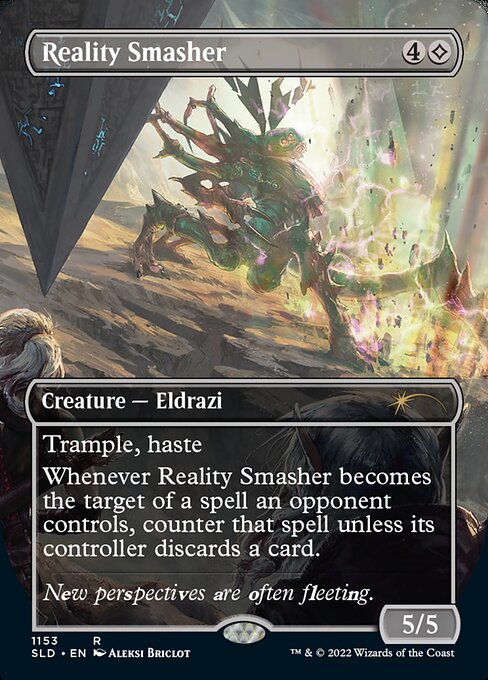 Reality Smasher 4
Creature — Eldrazi
Trample, haste
Whenever Reality Smasher becomes
the target of a spell an opponent
controls, counter that spell unless its
controller discards a card.
New perspectives are often fleeting.
5/5
1153 R
SLD • EN Aleksi Briclot
™ & © 2022 Wizards of the Coast